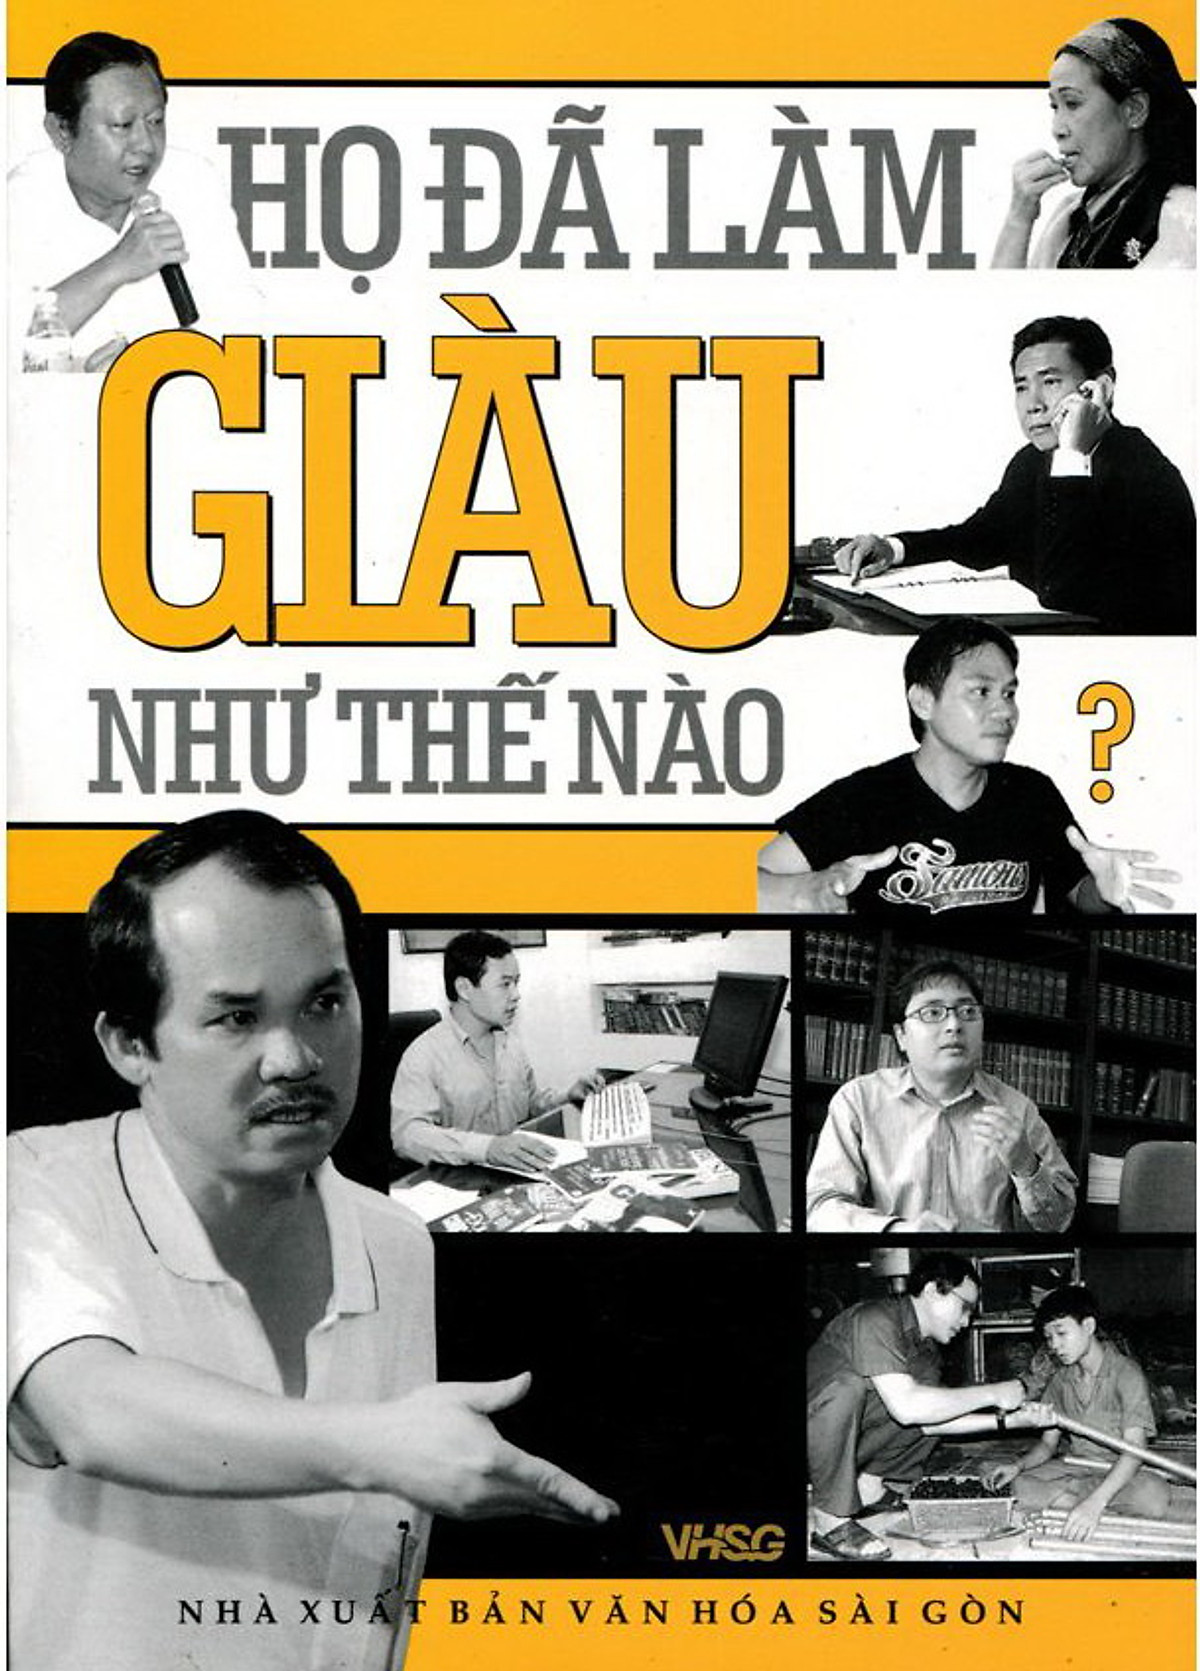 HỌ ĐÃ LÀM
GIÀU
NHƯ THẾ NÀO
?
VHSG
NHÀ XUẤT BẢN VĂN HÓA SÀI GÒN